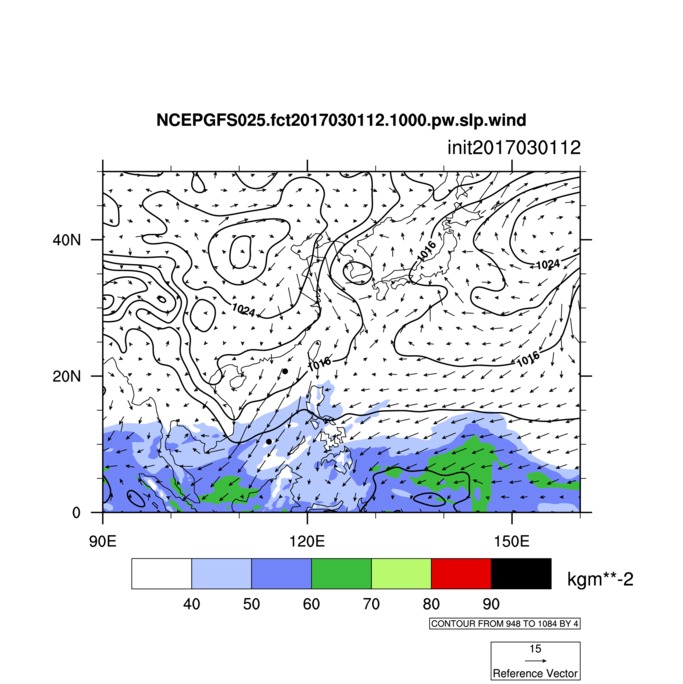 NCEPGFS025.fct2017030112.1000.pw.slp.wind
init2017030112
40N
1016
1024
1024
1016
1016
20N
0
90E 120E 150E
kgm**-2
40 50 60 70 80 90
CONTOUR FROM 948 TO 1084 BY 4
15
Reference Vector